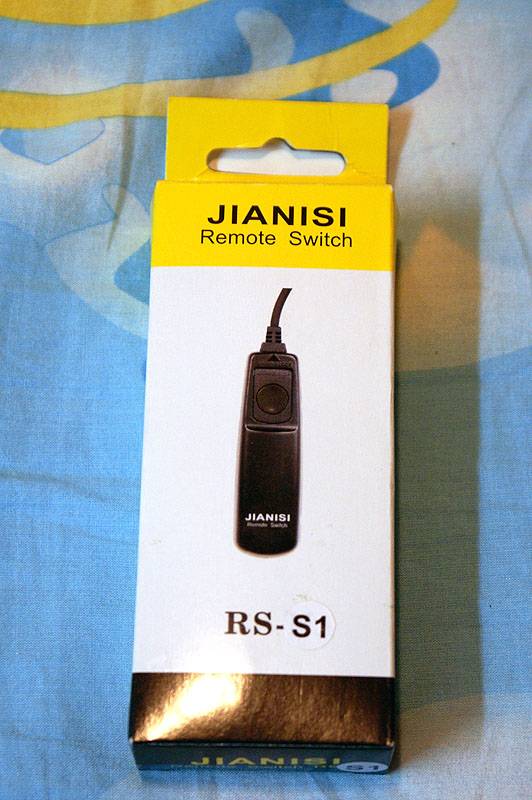 JIANISI
Remote Switch
JIANISI
Remote Switch
RS-S1
JIANISI
S1